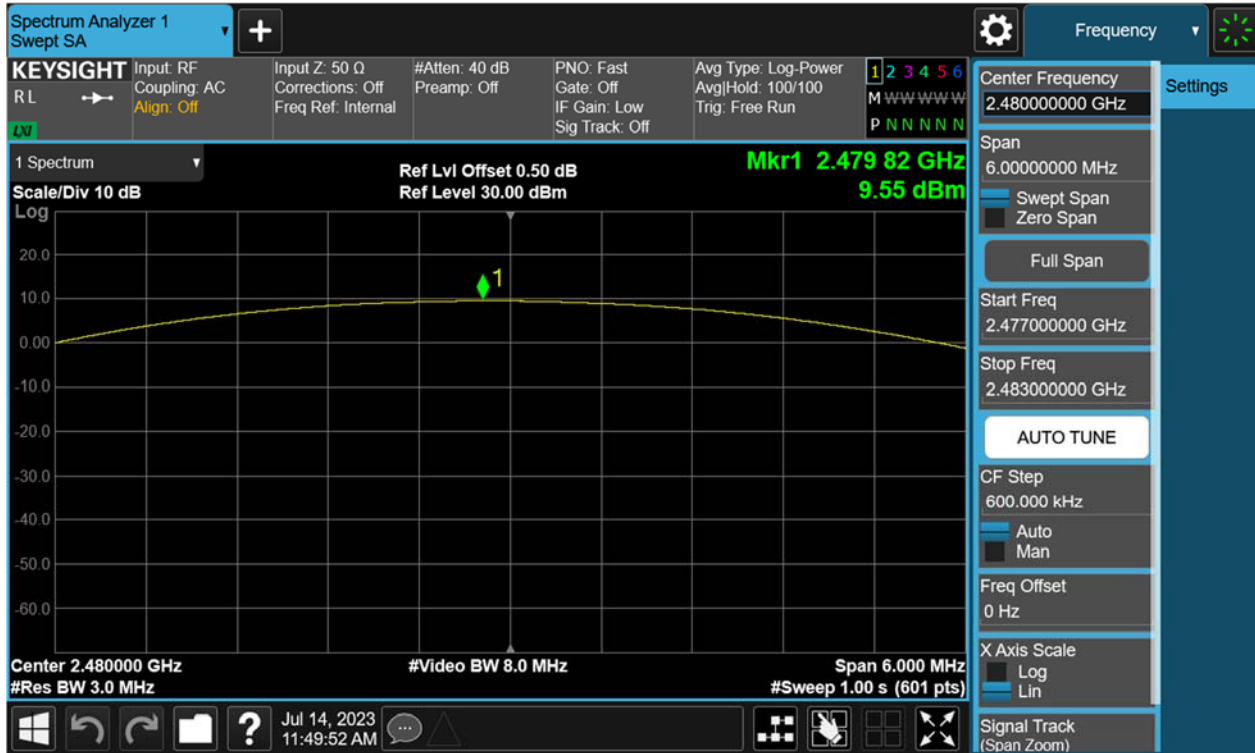 Spectrum Analyzer 1
Swept SA
+
Frequency
KEYSIGHT
RL
LXI
Input: RF
Coupling: AC
Align: Off
Input Z: 50 Ω
Corrections: Off
Freq Ref: Internal
#Atten: 40 dB
Preamp: Off
PNO: Fast
Gate: Off
IF Gain: Low
Sig Track: Off
Avg Type: Log-Power
Avg|Hold: 100/100
Trig: Free Run
1 2 3 4 5 6
M W W W W W
P N N N N N
1 Spectrum
Scale/Div 10 dB
Log
Ref Lvl Offset 0.50 dB
Ref Level 30.00 dBm
Mkr1 2.479 82 GHz
9.55 dBm
1
20.0
10.0
0.00
-10.0
-20.0
-30.0
-40.0
-50.0
-60.0
Center 2.480000 GHz
#Res BW 3.0 MHz
#Video BW 8.0 MHz
Span 6.000 MHz
#Sweep 1.00 s (601 pts)
Center Frequency
2.480000000 GHz
Settings
Span
6.00000000 MHz
Swept Span
Zero Span
Full Span
Start Freq
2.477000000 GHz
Stop Freq
2.483000000 GHz
AUTO TUNE
CF Step
600.000 kHz
Auto
Man
Freq Offset
0 Hz
X Axis Scale
Log
Lin
Signal Track
(Span Zoom)
?
Jul 14, 2023
11:49:52 AM